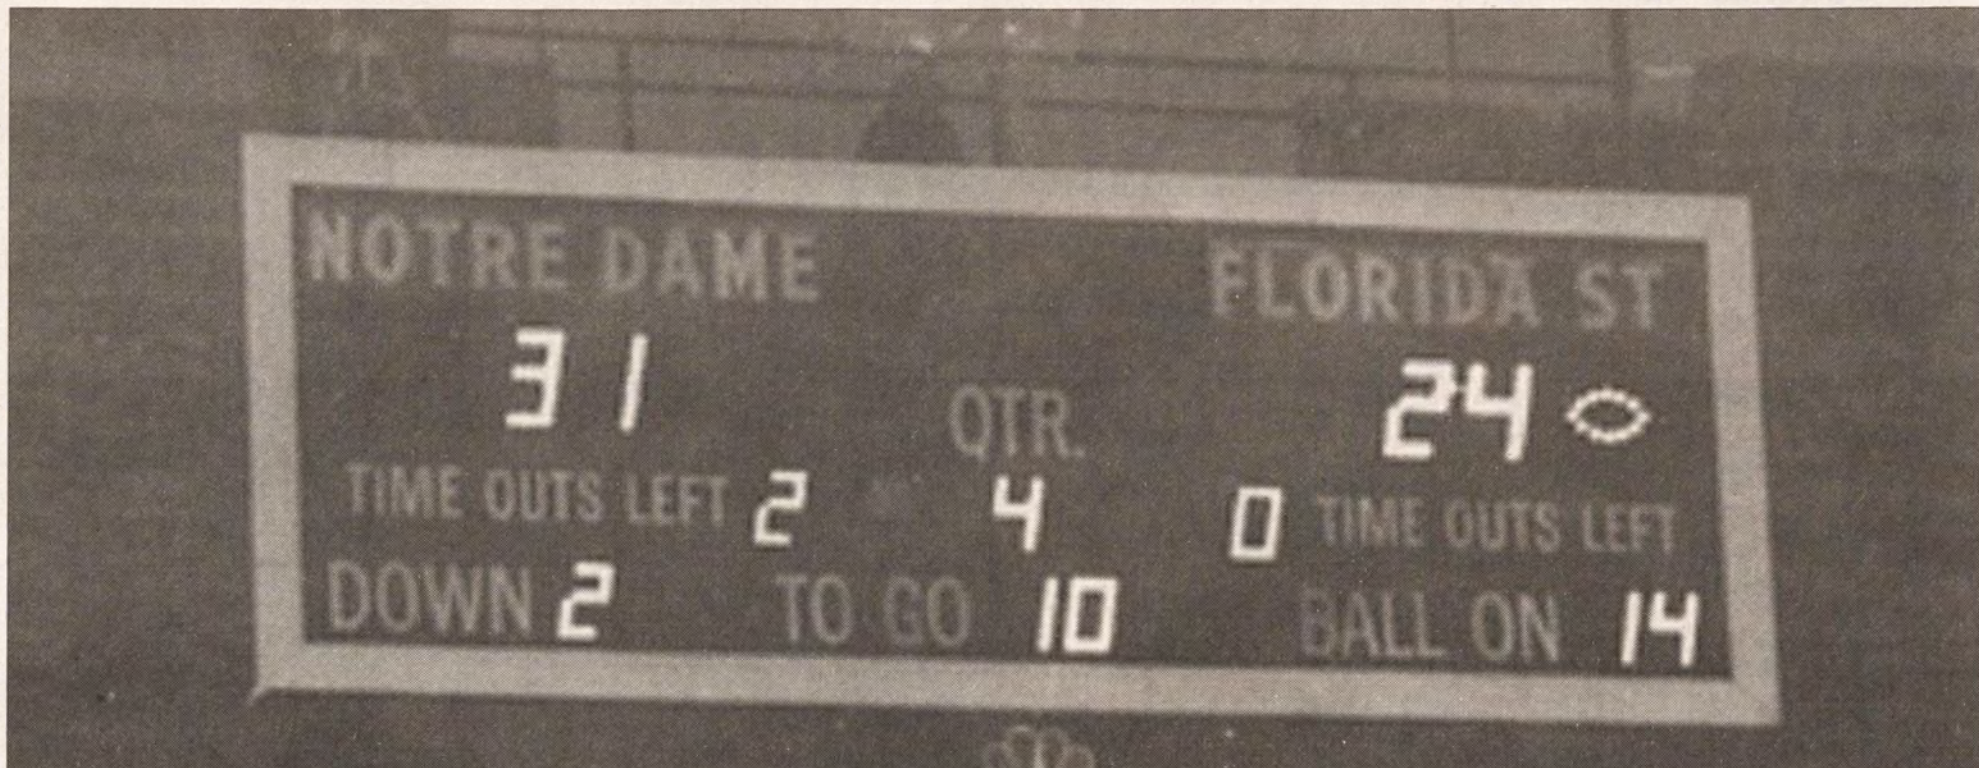 NOTRE DAME FLORIDA ST
31 QTR. 24
TIME OUTS LEFT 2 4 0 TIME OUTS LEFT
DOWN 2 TO GO 10 BALL ON 14